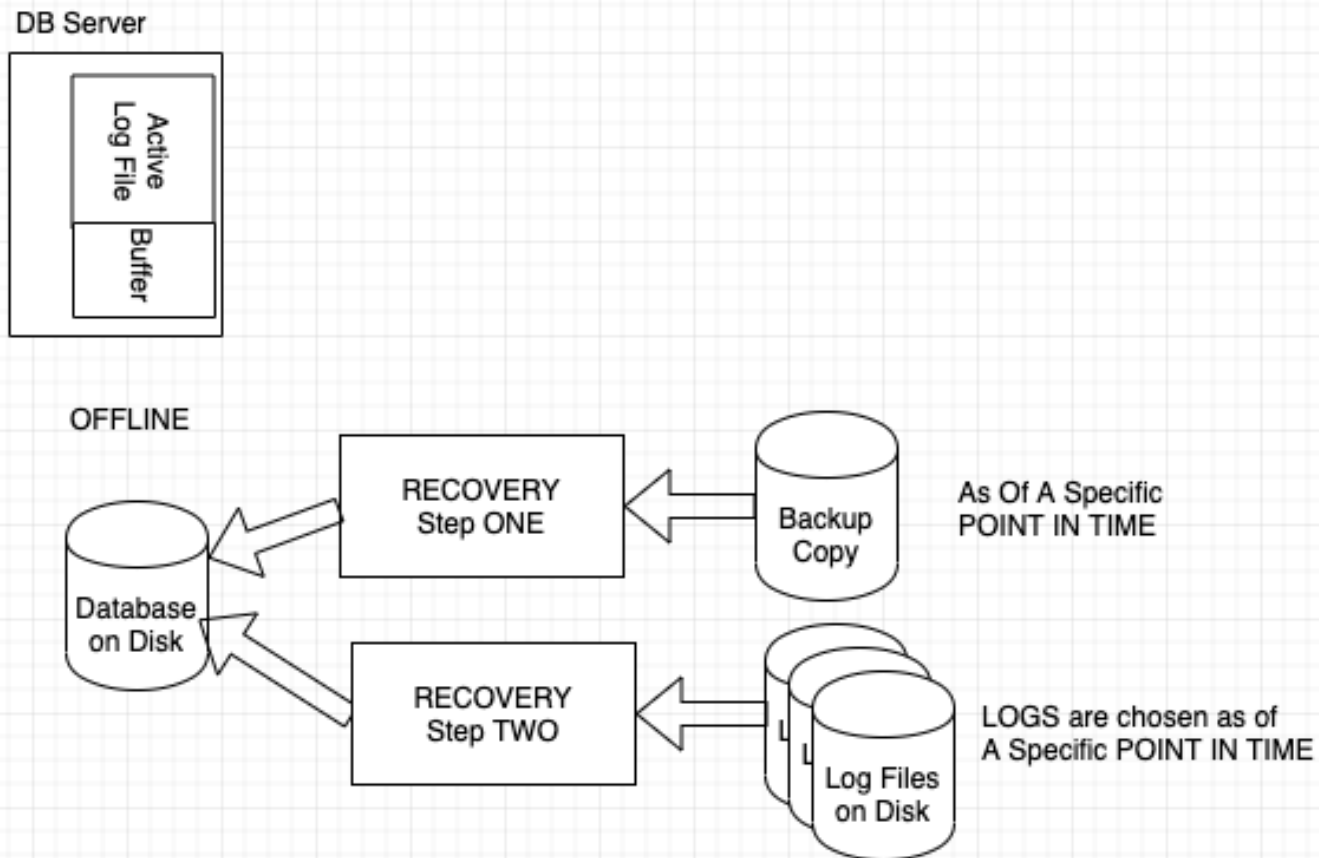 DB Server
Active
Log File
Buffer
OFFLINE
RECOVERY
Step ONE
Backup
Copy
As Of A Specific
POINT IN TIME
Database
on Disk
RECOVERY
Step TWO
L
L
Log Files
on Disk
LOGS are chosen as of
A Specific POINT IN TIME